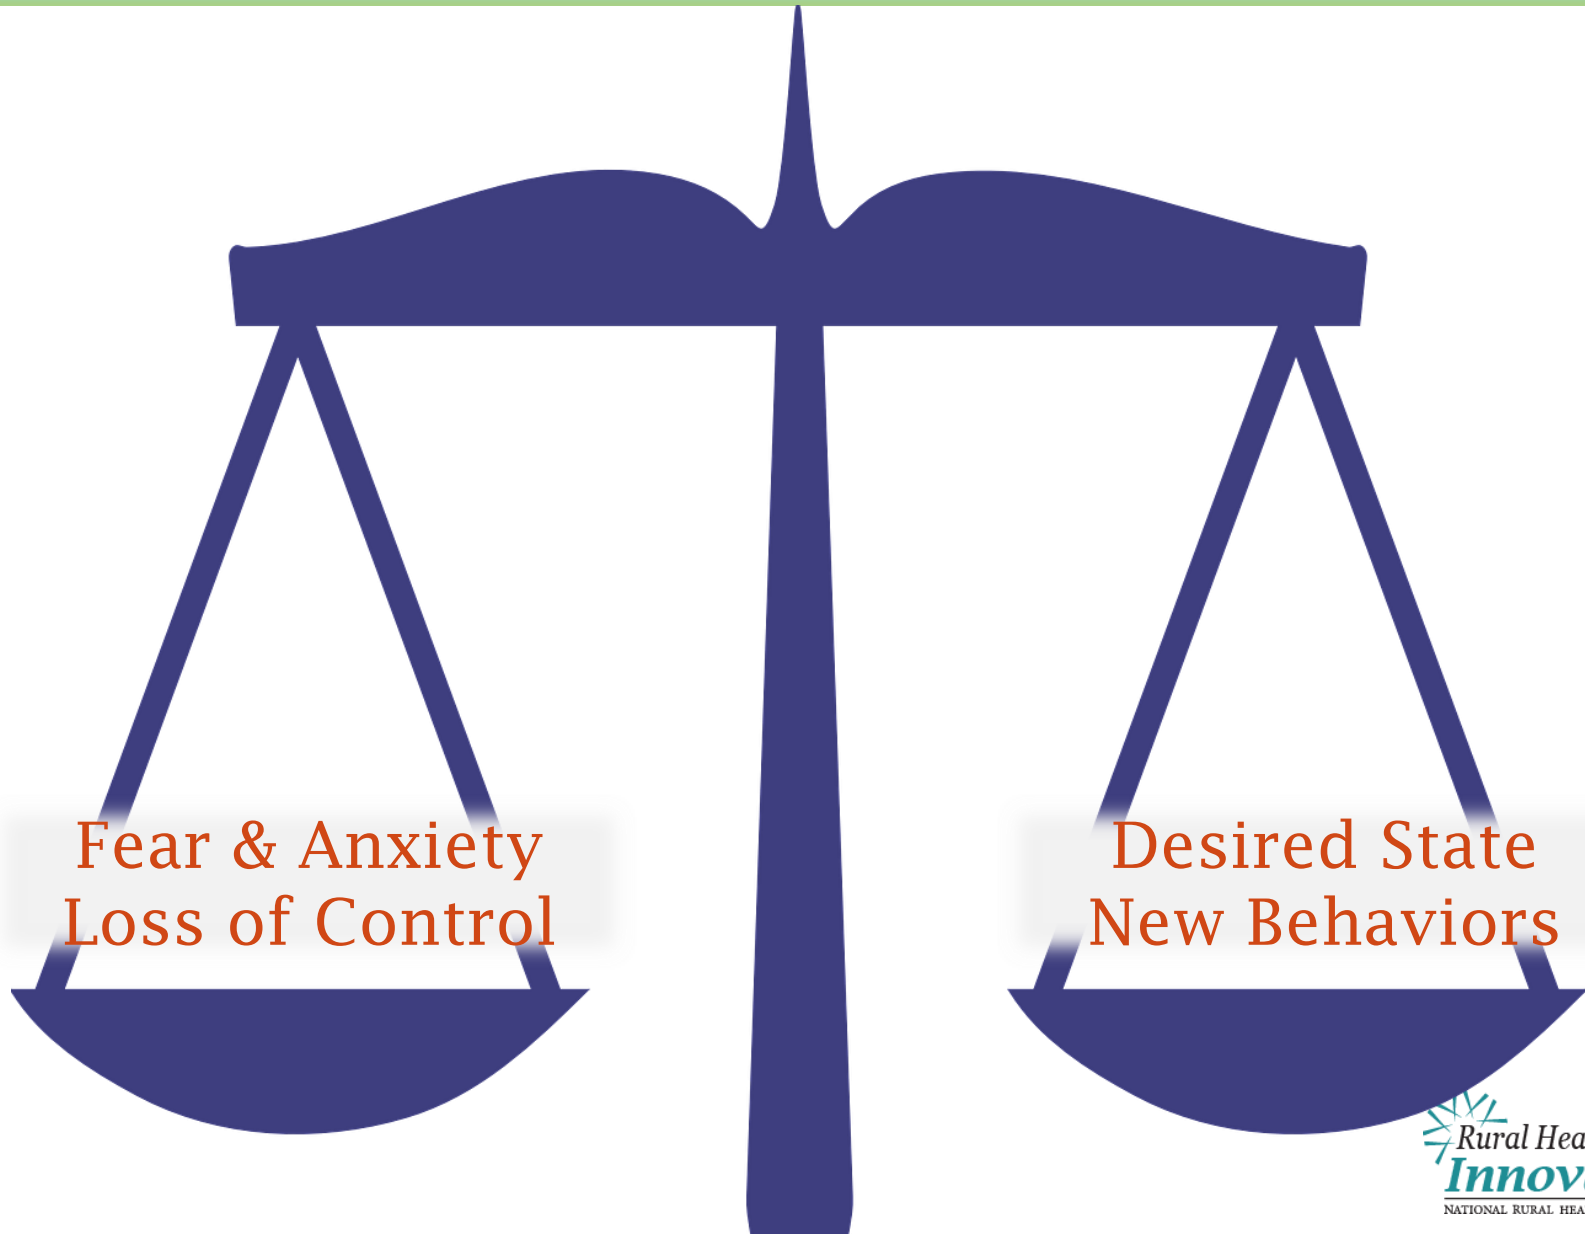 Fear & Anxiety
Loss of Control
Desired State
New Behaviors
Rural Hea
Innov
NATIONAL RURAL HEA